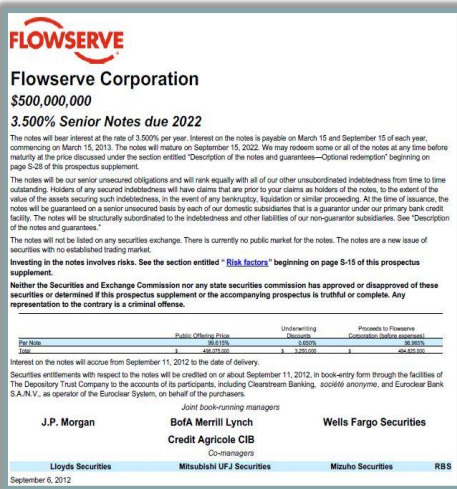 FLOWSERVE
Flowserve Corporation
$500,000,000
3.500% Senior Notes due 2022
The notes will bear interest at the rate of 3.500% per year. Interest on the notes is payable on March 15 and September 15 of each year,
commencing on March 15, 2013. The notes will mature on September 15, 2022. We may redeem some or all of the notes at any time before
maturity at the price discussed under the section entitled "Description of the notes and guarantees—Optional redemption" beginning on
page S-28 of this prospectus supplement.
The notes will be our senior unsecured obligations and will rank equally with all of our other unsubordinated indebtedness from time to time
outstanding. Holders of any secured indebtedness will have claims that are prior to your claims as holders of the notes, to the extent of the
value of the assets securing such indebtedness, in the event of any bankruptcy, liquidation or similar proceeding. At the time of issuance, the
notes will be guaranteed on a senior unsecured basis by each of our domestic subsidiaries that is a guarantor under our primary bank credit
facility. The notes will be structurally subordinated to the indebtedness and other liabilities of our non-guarantor subsidiaries. See "Description
of the notes and guarantees."
The notes will not be listed on any securities exchange. There is currently no public market for the notes. The notes are a new issue of
securities with no established trading market.
Investing in the notes involves risks. See the section entitled " Risk factors" beginning on page S-15 of this prospectus
supplement.
Neither the Securities and Exchange Commission nor any state securities commission has approved or disapproved of these
securities or determined if this prospectus supplement or the accompanying prospectus is truthful or complete. Any
representation to the contrary is a criminal offense.
Underwriting Proceeds to Flowserve
Public Offering Price Discounts Corporation (before expenses)
Per Note 99.615% 0.650% 98.965%
Total $ 498,075,000 $ 3,250,000 $ 494,825,000
Interest on the notes will accrue from September 11, 2012 to the date of delivery.
Securities entitlements with respect to the notes will be credited on or about September 11, 2012, in book-entry form through the facilities of
The Depository Trust Company to the accounts of its participants, including Clearstream Banking, société anonyme, and Euroclear Bank
S.A./N.V., as operator of the Euroclear System, on behalf of the purchasers.
Joint book-running managers
J.P. Morgan BofA Merrill Lynch Wells Fargo Securities
Credit Agricole CIB
Co-managers
Lloyds Securities Mitsubishi UFJ Securities Mizuho Securities RBS
September 6, 2012